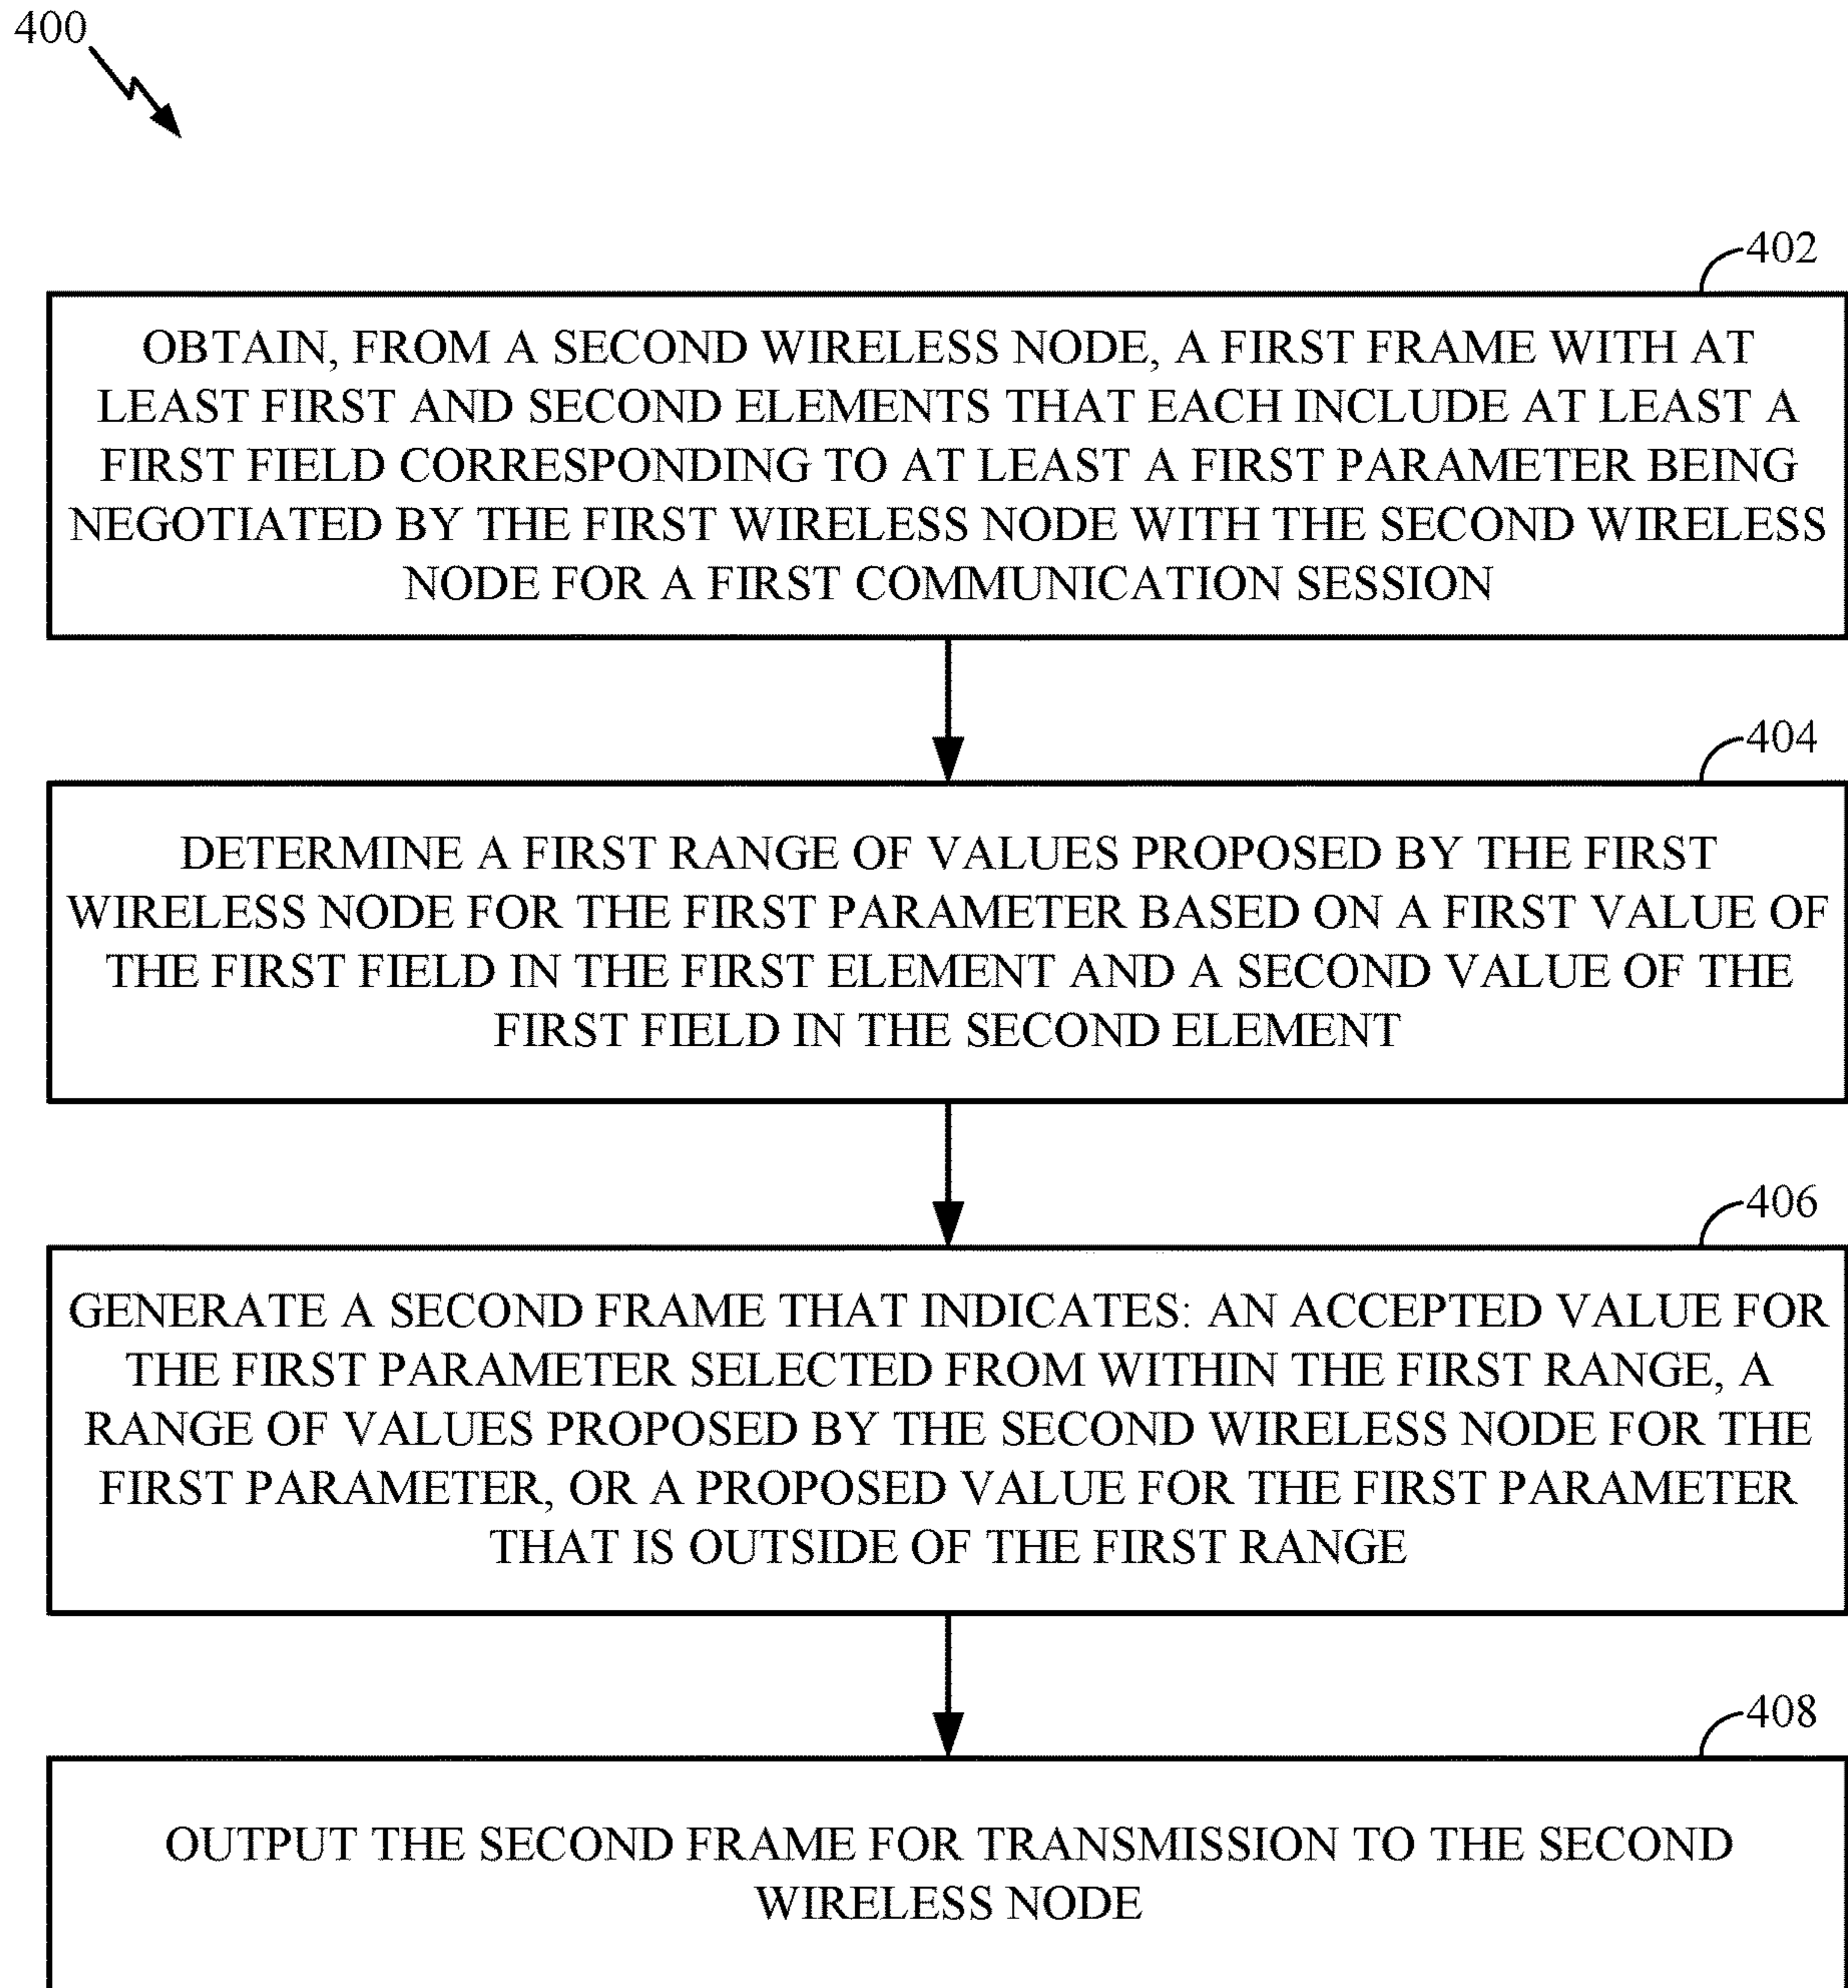 400
402
OBTAIN, FROM A SECOND WIRELESS NODE, A FIRST FRAME WITH AT
LEAST FIRST AND SECOND ELEMENTS THAT EACH INCLUDE AT LEAST A
FIRST FIELD CORRESPONDING TO AT LEAST A FIRST PARAMETER BEING
NEGOTIATED BY THE FIRST WIRELESS NODE WITH THE SECOND WIRELESS
NODE FOR A FIRST COMMUNICATION SESSION
404
DETERMINE A FIRST RANGE OF VALUES PROPOSED BY THE FIRST
WIRELESS NODE FOR THE FIRST PARAMETER BASED ON A FIRST VALUE OF
THE FIRST FIELD IN THE FIRST ELEMENT AND A SECOND VALUE OF THE
FIRST FIELD IN THE SECOND ELEMENT
406
GENERATE A SECOND FRAME THAT INDICATES: AN ACCEPTED VALUE FOR
THE FIRST PARAMETER SELECTED FROM WITHIN THE FIRST RANGE, A
RANGE OF VALUES PROPOSED BY THE SECOND WIRELESS NODE FOR THE
FIRST PARAMETER, OR A PROPOSED VALUE FOR THE FIRST PARAMETER
THAT IS OUTSIDE OF THE FIRST RANGE
408
OUTPUT THE SECOND FRAME FOR TRANSMISSION TO THE SECOND
WIRELESS NODE